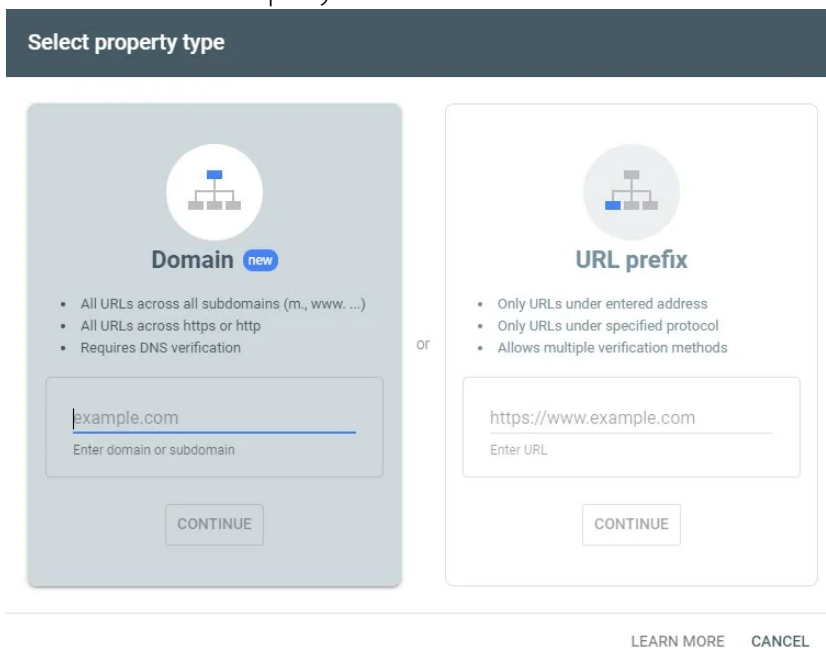 Select property type
Domain new
All URLs across all subdomains (m., www. ...)
All URLs across https or http
Requires DNS verification
example.com
Enter domain or subdomain
CONTINUE
or
URL prefix
Only URLs under entered address
Only URLs under specified protocol
Allows multiple verification methods
https://www.example.com
Enter URL
CONTINUE
LEARN MORE CANCEL